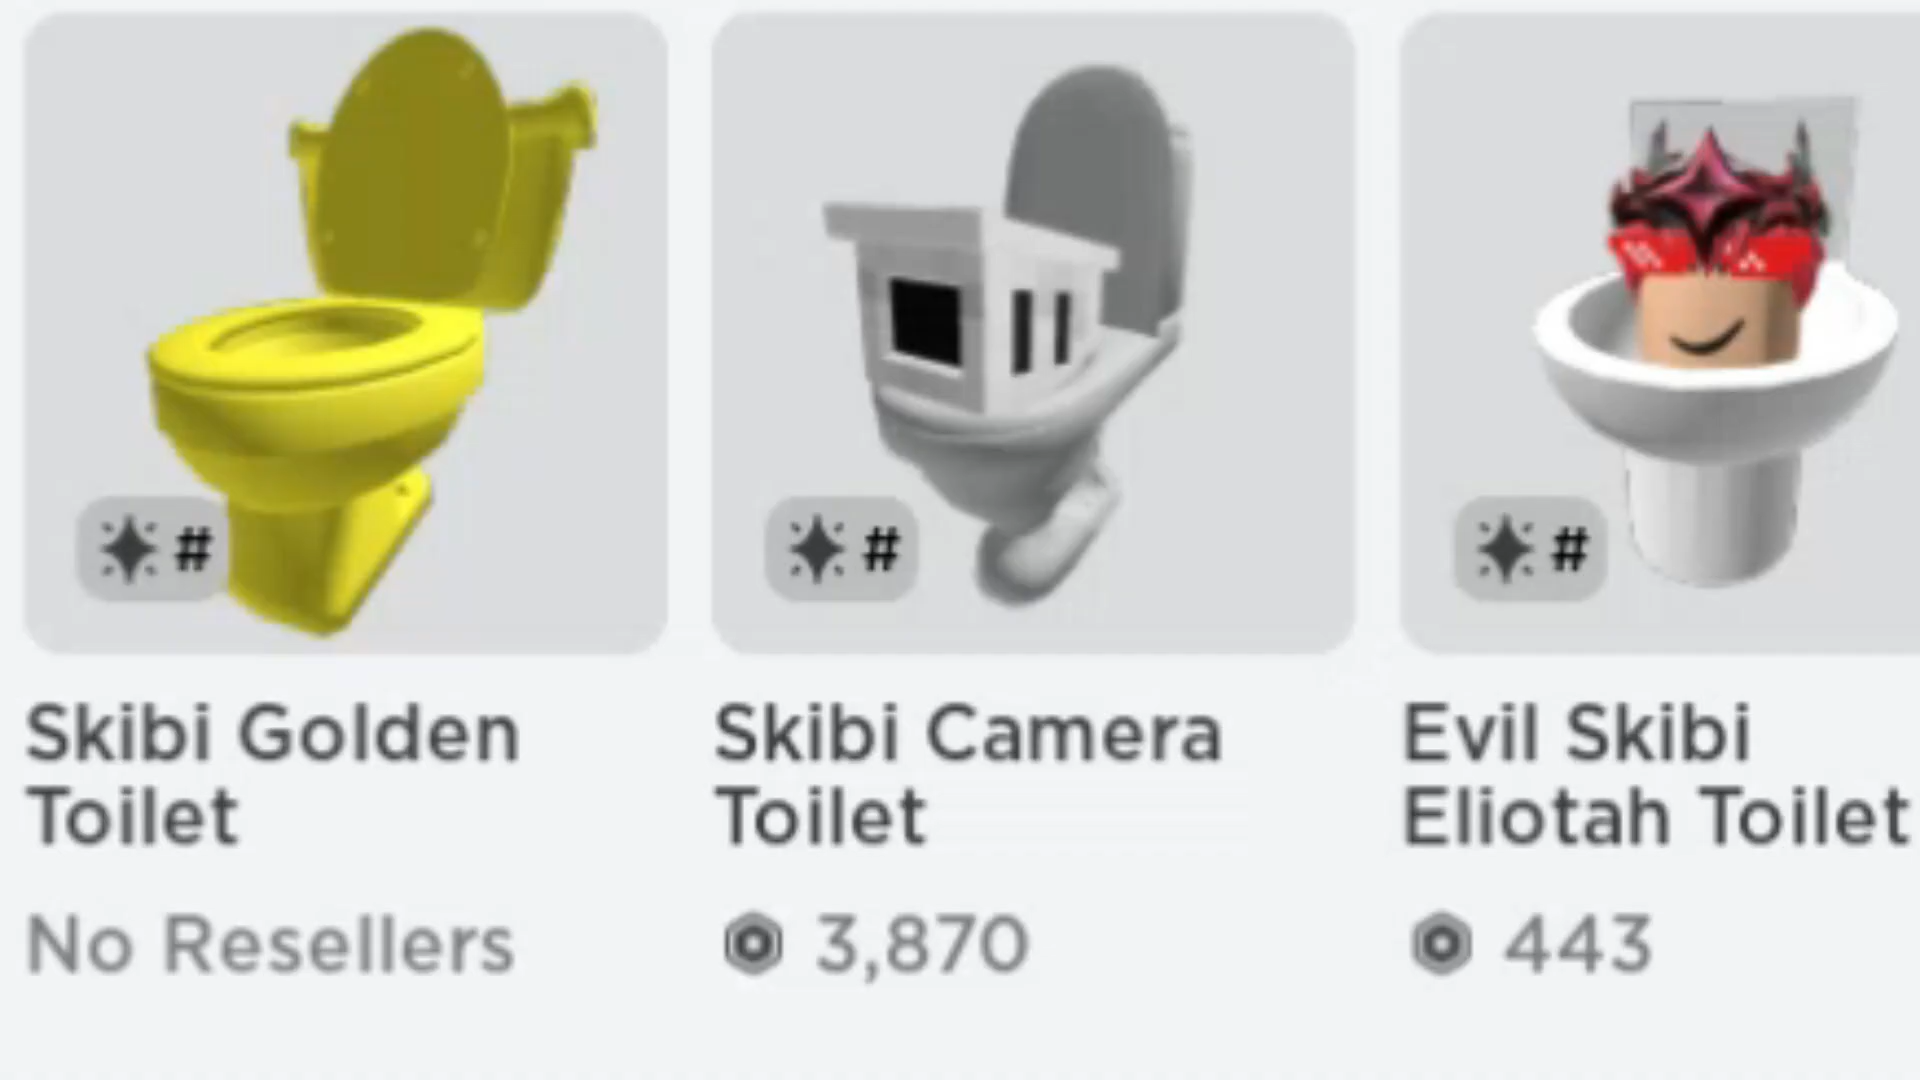 #
#
#
Skibi Golden
Toilet
Skibi Camera
Toilet
Evil Skibi
Eliotah Toilet
No Resellers
3,870
443